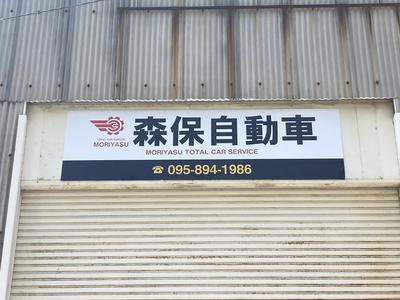 森保自動車
TOTAL CAR SERVICE
MORIYASU
MORIYASU TOTAL CAR SERVICE
☎ 095-894-1986